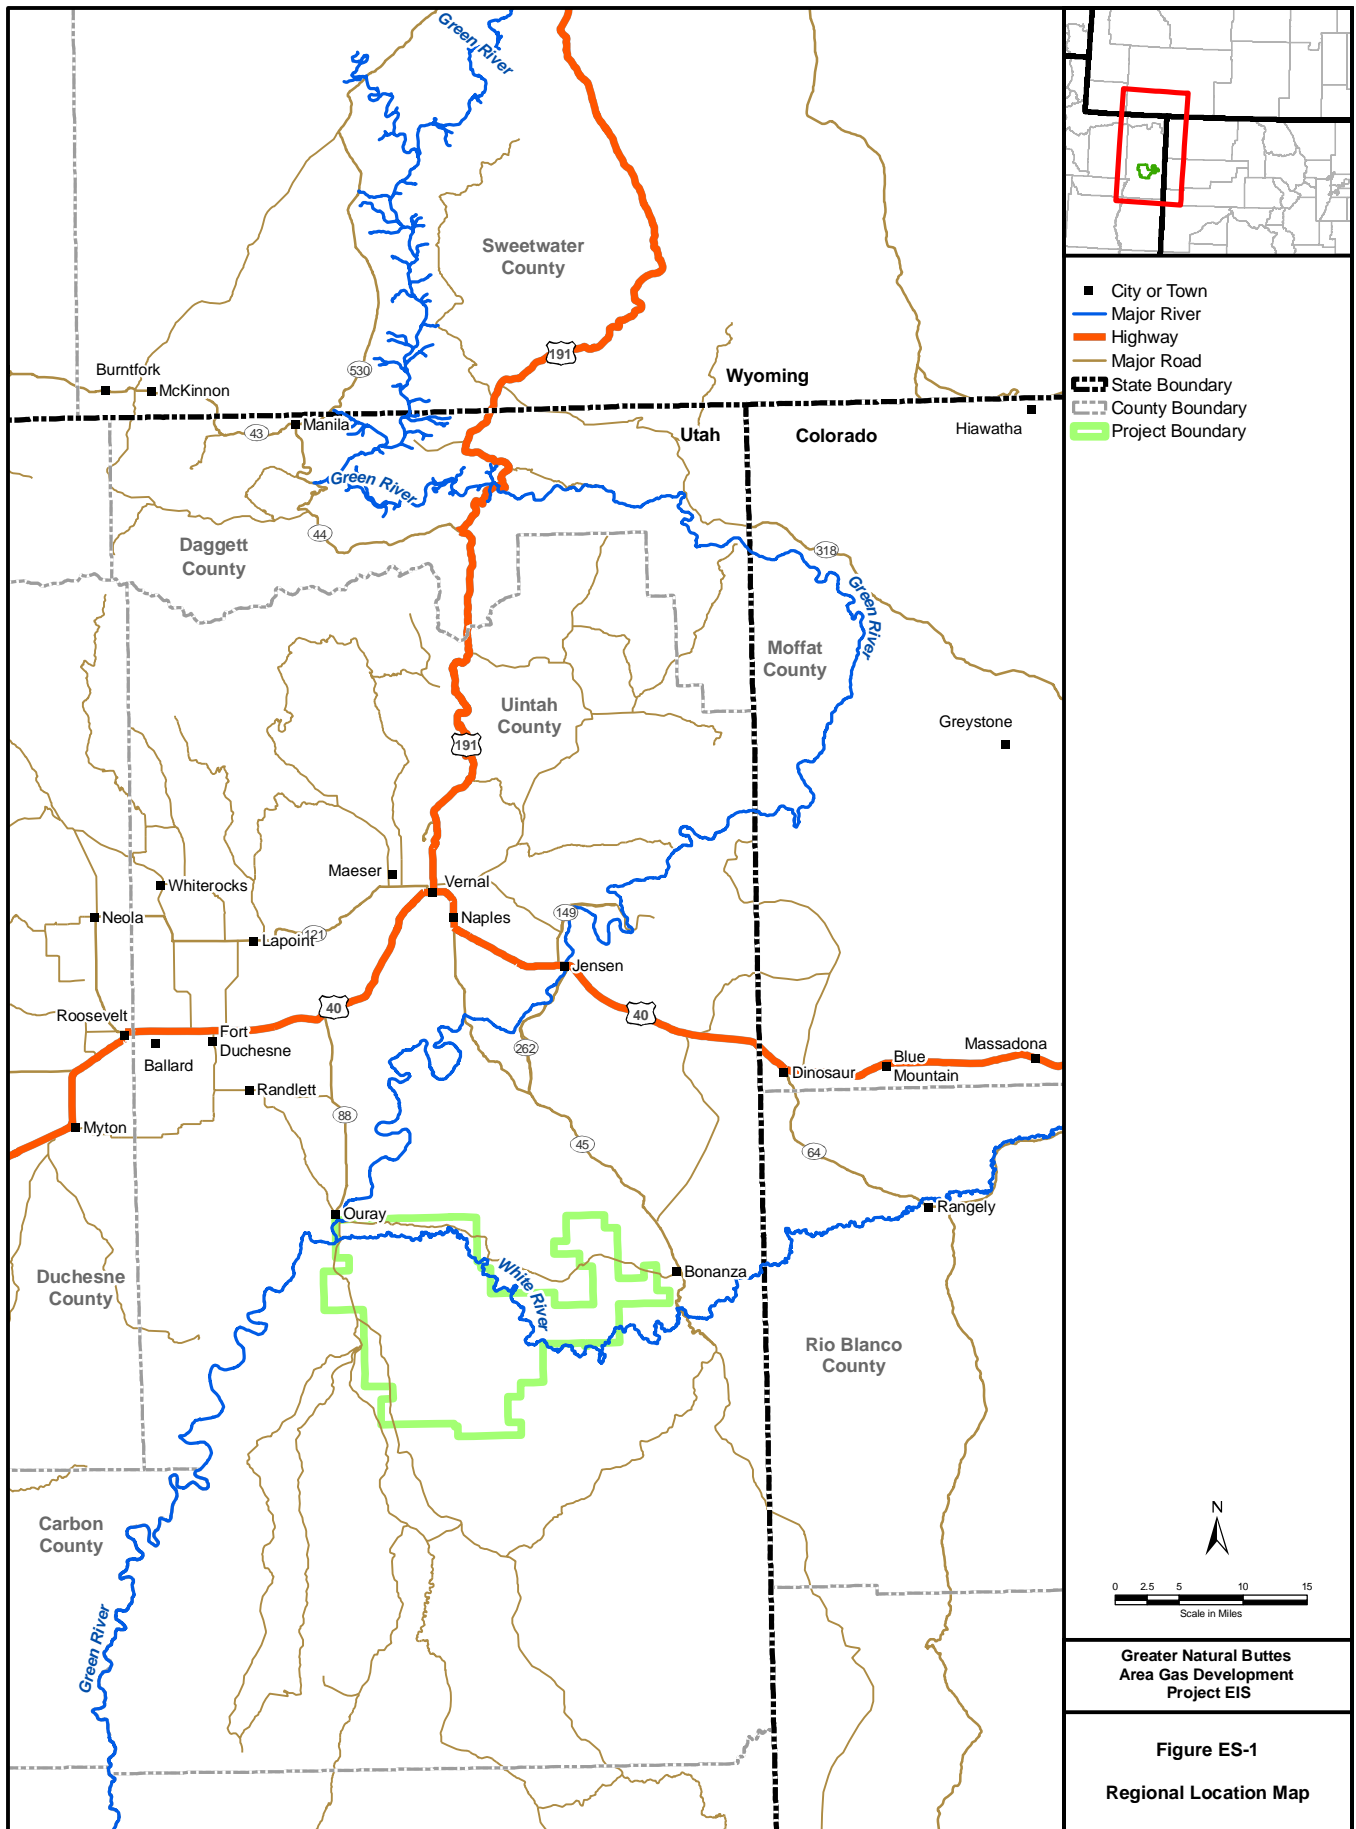 Green River
Sweetwater
County
191
530
Burntfork
McKinnon
Wyoming
Manila
43
Utah
Colorado
Hiawatha
Green River
44
Daggett
County
318
Green River
Moffat
County
Uintah
County
191
Greystone
Maeser
Vernal
Whiterocks
Neola
Naples
149
Lapoint
121
Jensen
Roosevelt
40
Fort
Duchesne
Ballard
40
262
Massadona
Blue
Mountain
Dinosaur
Randlett
88
Myton
45
64
Ouray
Rangely
White River
Bonanza
Duchesne
County
Rio Blanco
County
Carbon
County
Green River
City or Town
Major River
Highway
Major Road
State Boundary
County Boundary
Project Boundary
N
0 2.5 5 10 15
Scale in Miles
Greater Natural Buttes
Area Gas Development
Project EIS
Figure ES-1
Regional Location Map